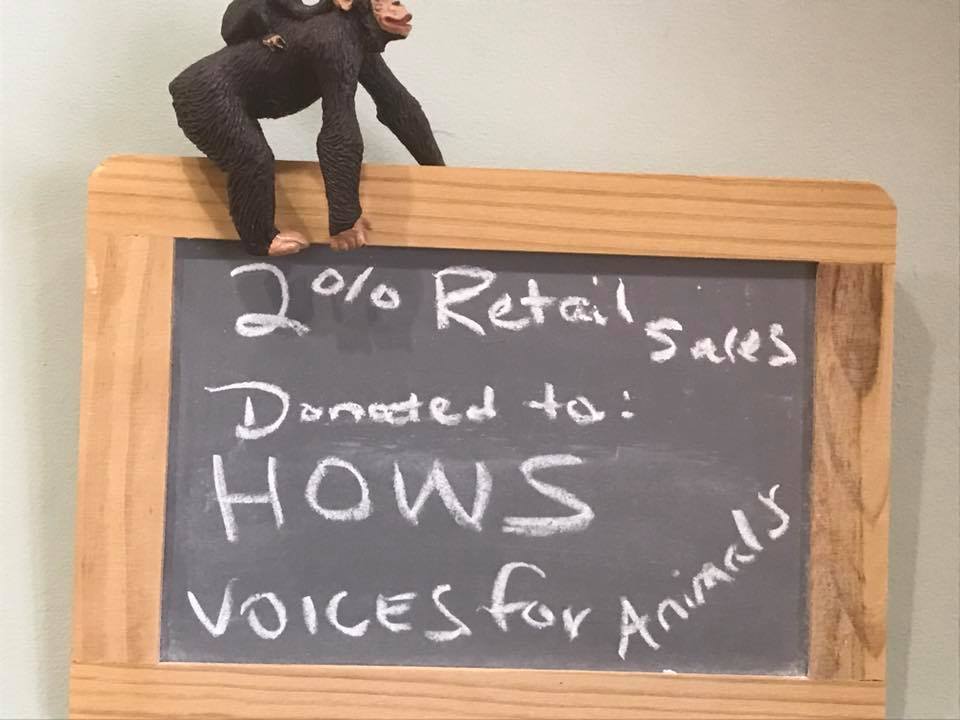 2% Retail Sales
Donated to:
HOWS
VOICES for Animals